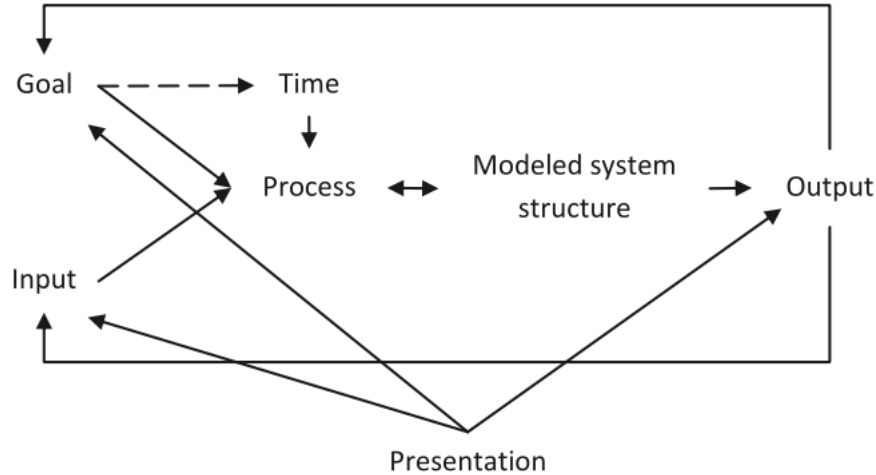 Goal
Time
Process
Modeled system
structure
Output
Input
Presentation